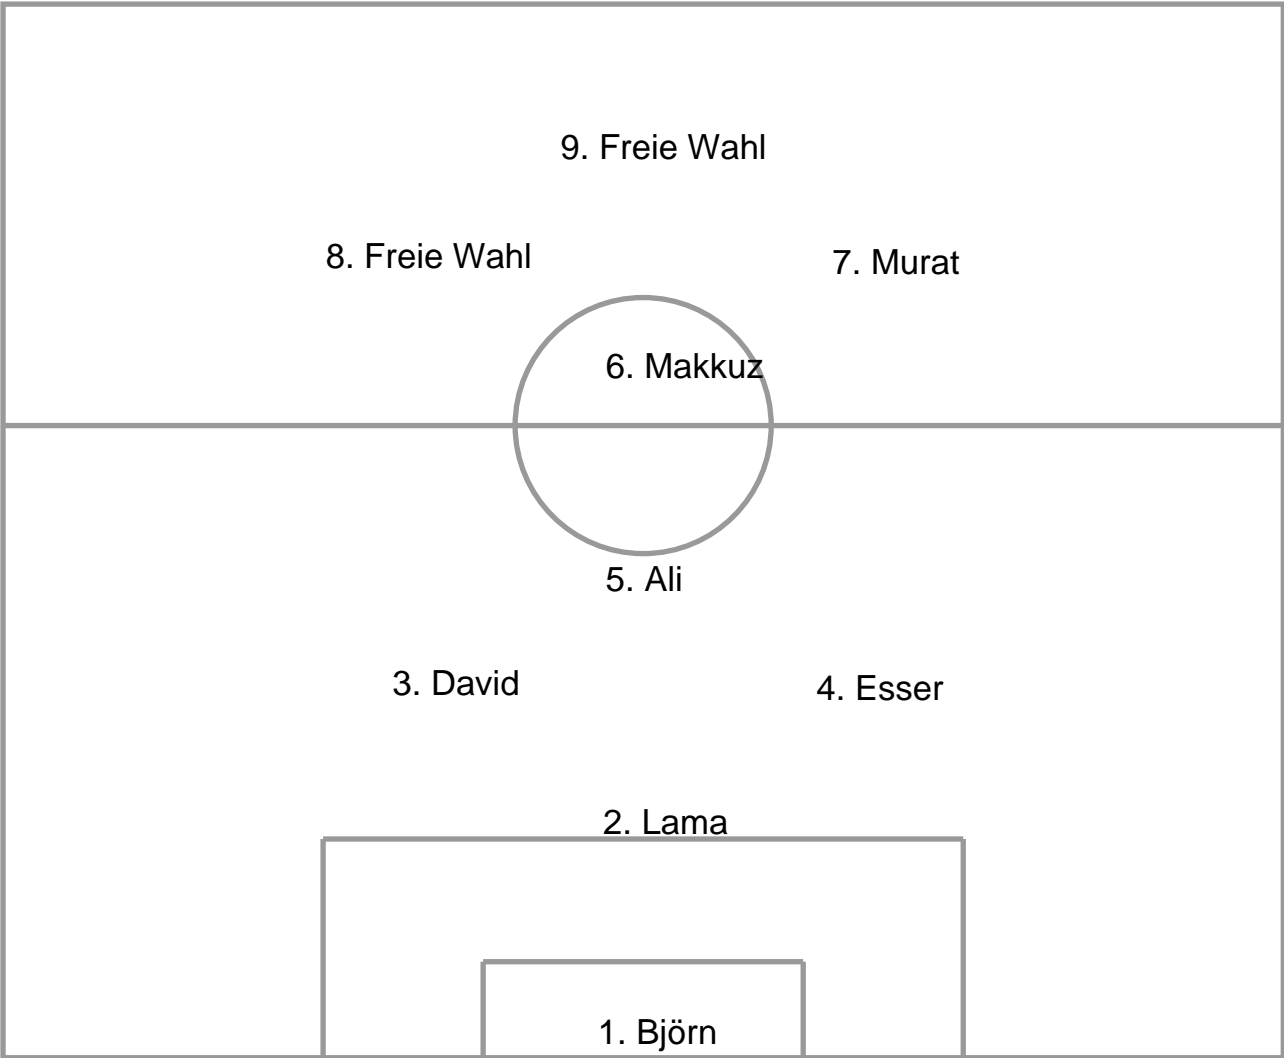 9. Freie Wahl
8. Freie Wahl
7. Murat
6. Makkuz
5. Ali
3. David
4. Esser
2. Lama
1. Björn